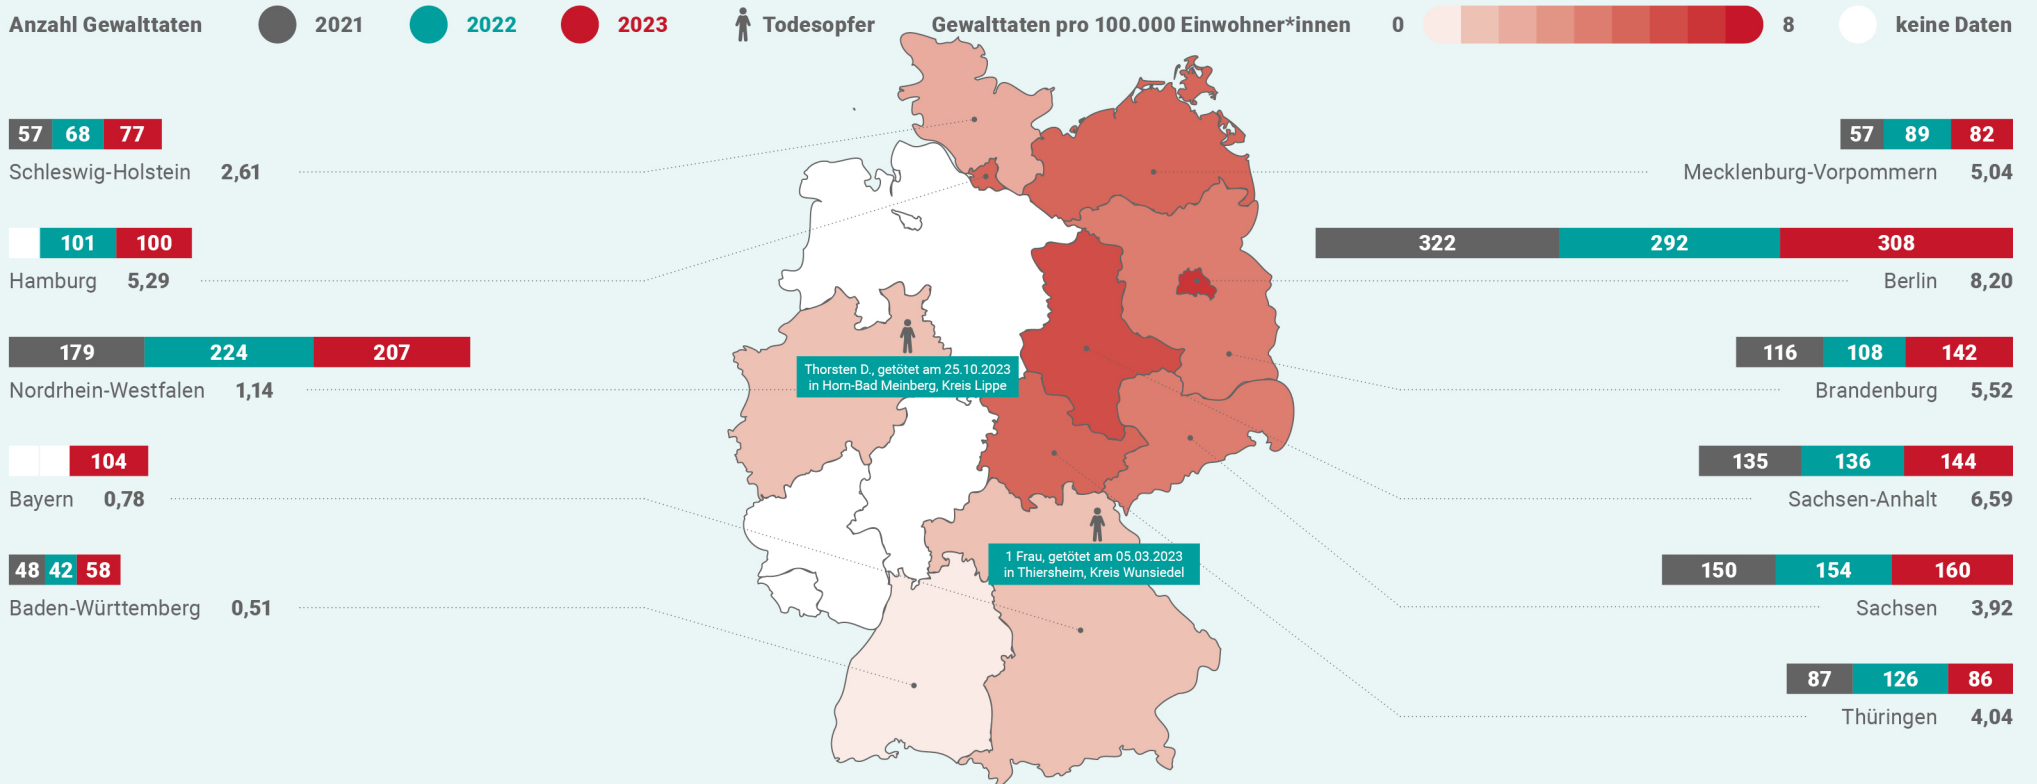 Anzahl Gewalttaten 2021 2022 2023 Todesopfer Gewalttaten pro 100.000 Einwohner*innen 0 8 keine Daten
57 68 77
Schleswig-Holstein 2,61
101 100
Hamburg 5,29
179 224 207
Nordrhein-Westfalen 1,14
104
Bayern 0,78
48 42 58
Baden-Württemberg 0,51
Thorsten D., getötet am 25.10.2023
in Horn-Bad Meinberg, Kreis Lippe
1 Frau, getötet am 05.03.2023
in Thiersheim, Kreis Wunsiedel
57 89 82
Mecklenburg-Vorpommern 5,04
322 292 308
Berlin 8,20
116 108 142
Brandenburg 5,52
135 136 144
Sachsen-Anhalt 6,59
150 154 160
Sachsen 3,92
87 126 86
Thüringen 4,04